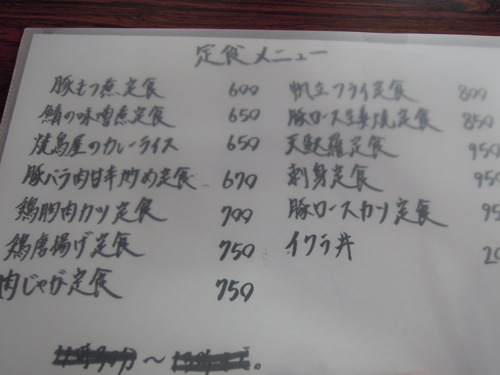 定食メニュー
豚もつ煮定食 600
鯖の味噌煮定食 650
焼鳥屋のカレーライス 650
豚バラ肉甘辛炒め定食 670
鶏胸肉カツ定食 700
鶏唐揚げ定食 750
肉じゃが定食 750
帆立フライ定食 800
豚ロース生姜焼定食 850
天麩羅定食 950
刺身定食 950
豚ロースカツ定食 95
イクラ丼 20
〜 。